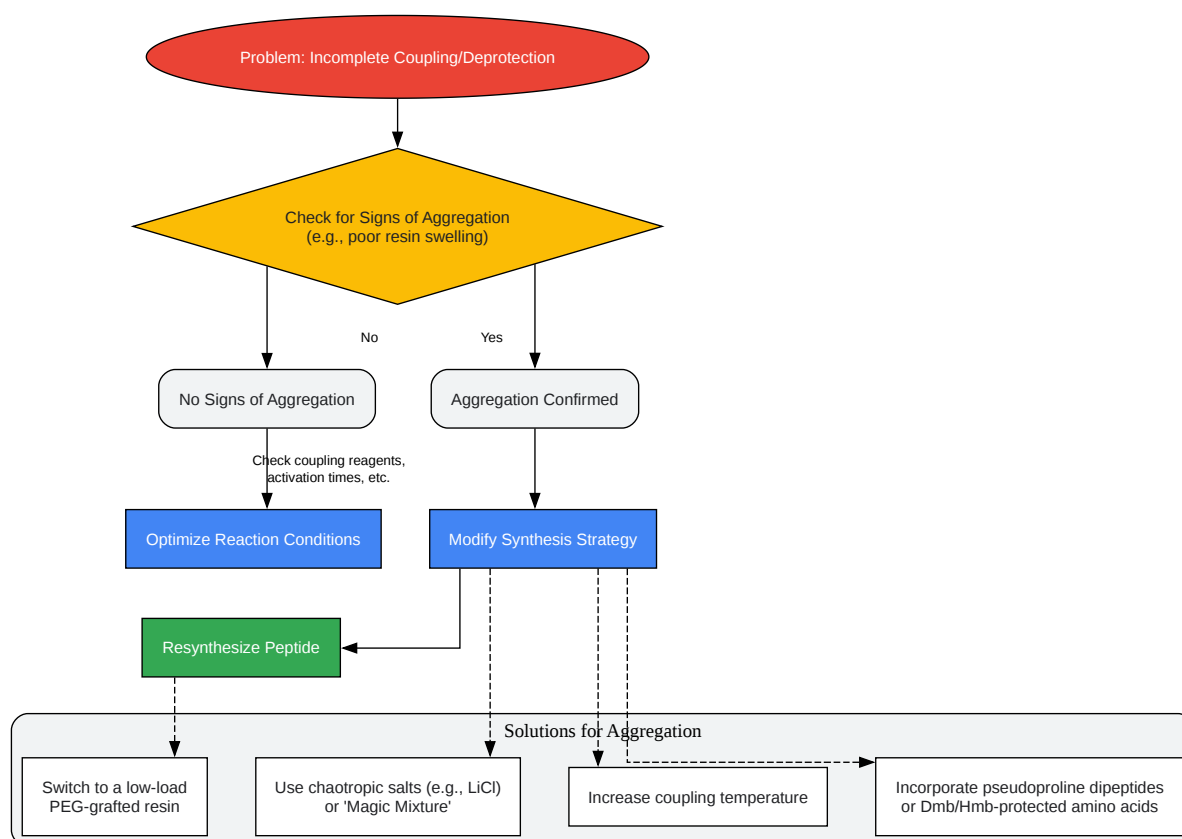 Problem: Incomplete Coupling/Deprotection
Check for Signs of Aggregation
(e.g., poor resin swelling)
No
Yes
No Signs of Aggregation
Aggregation Confirmed
Check coupling reagents,
activation times, etc.
Optimize Reaction Conditions
Modify Synthesis Strategy
Resynthesize Peptide
Solutions for Aggregation
Switch to a low-load
PEG-grafted resin
Use chaotropic salts (e.g., LiCl)
or 'Magic Mixture'
Increase coupling temperature
Incorporate pseudoproline dipeptides
or Dmb/Hmb-protected amino acids